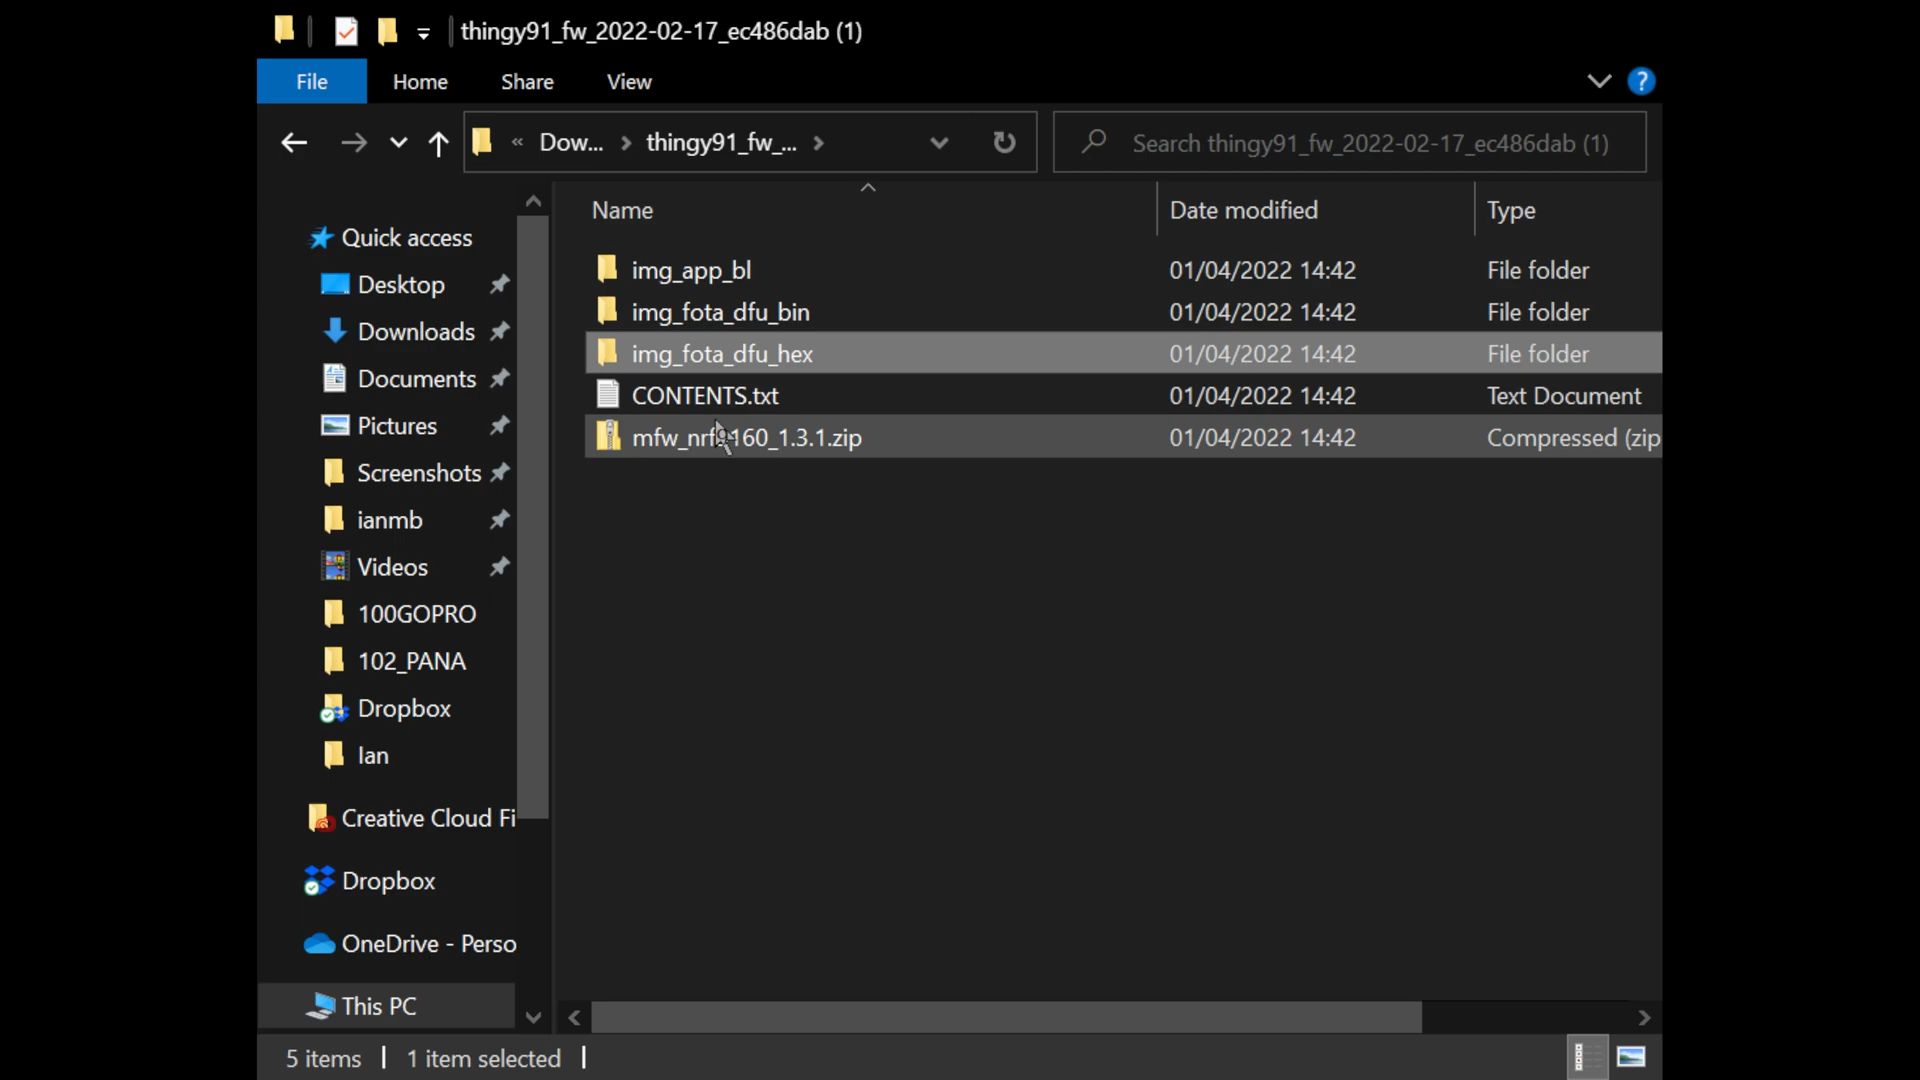 thingy91_fw_2022-02-17_ec486dab (1)
File Home Share View
« Dow... > thingy91_fw_... >
Search thingy91_fw_2022-02-17_ec486dab (1)
Name Date modified Type
Quick access
Desktop
Downloads
Documents
Pictures
Screenshots
ianmb
Videos
100GOPRO
102_PANA
Dropbox
Ian
Creative Cloud Fi
Dropbox
OneDrive - Perso
This PC
img_app_bl 01/04/2022 14:42 File folder
img_fota_dfu_bin 01/04/2022 14:42 File folder
img_fota_dfu_hex 01/04/2022 14:42 File folder
CONTENTS.txt 01/04/2022 14:42 Text Document
01/04/2022 14:42 Compressed (zip
5 items 1 item selected